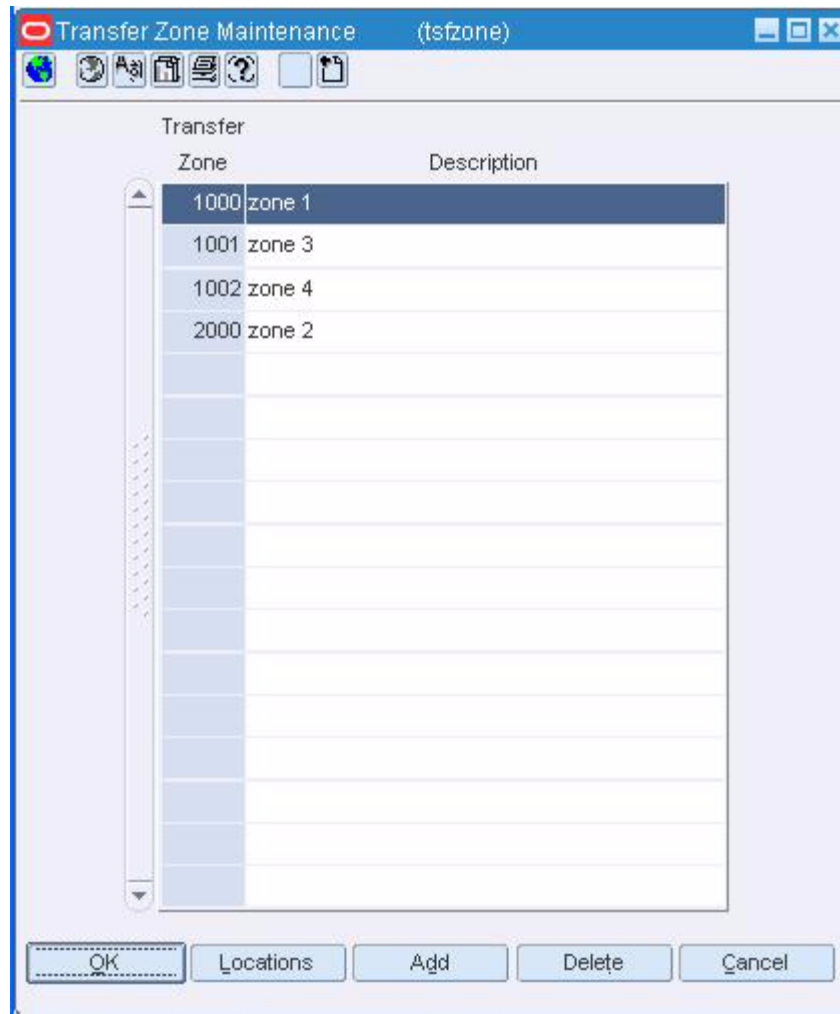 Transfer Zone Maintenance (tsfzone)
Transfer
Zone Description
1000 zone 1
1001 zone 3
1002 zone 4
2000 zone 2
OK Locations Add Delete Cancel